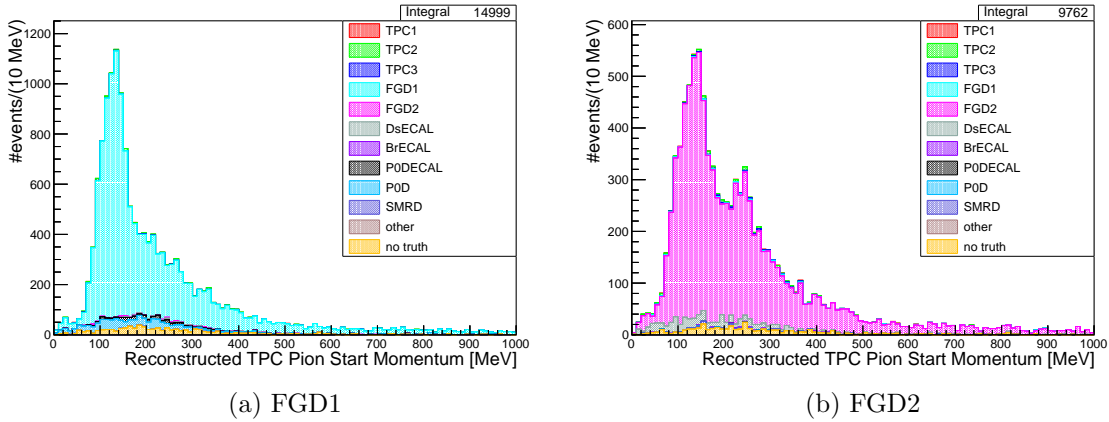 Integral 14999
TPC1
TPC2
TPC3
FGD1
FGD2
DsECAL
BrECAL
P0DECAL
P0D
SMRD
other
no truth
#events/(10 MeV)
1200
1000
800
600
400
200
0
0 100 200 300 400 500 600 700 800 900 1000
Reconstructed TPC Pion Start Momentum [MeV]
(a) FGD1
Integral 9762
TPC1
TPC2
TPC3
FGD1
FGD2
DsECAL
BrECAL
P0DECAL
P0D
SMRD
other
no truth
#events/(10 MeV)
600
500
400
300
200
100
0
0 100 200 300 400 500 600 700 800 900 1000
Reconstructed TPC Pion Start Momentum [MeV]
(b) FGD2